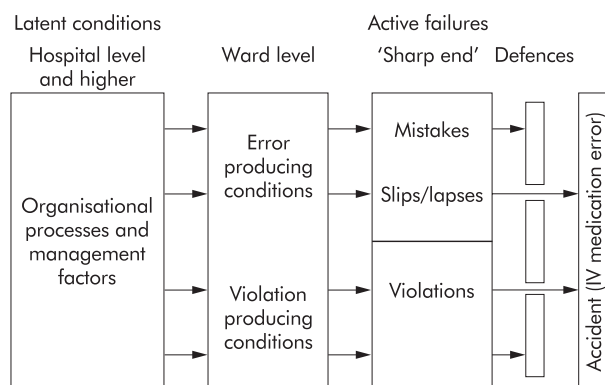 Latent conditions
Active failures
Hospital level
and higher
Ward level
'Sharp end'
Defences
Organisational
processes and
management
factors
Error
producing
conditions
Violation
producing
conditions
Mistakes
Slips/lapses
Violations
Accident (IV medication error)